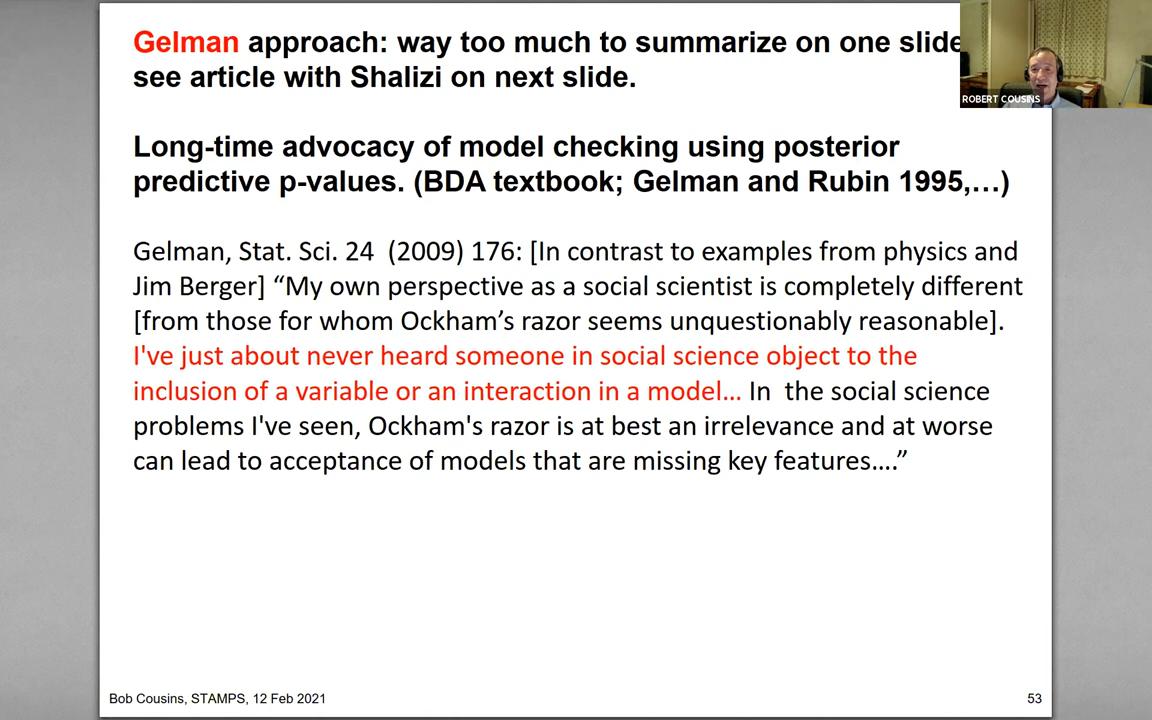 Gelman approach: way too much to summarize on one slide
see article with Shalizi on next slide.
ROBERT COUSINS
Long-time advocacy of model checking using posterior
predictive p-values. (BDA textbook; Gelman and Rubin 1995,…)
Gelman, Stat. Sci. 24 (2009) 176: [In contrast to examples from physics and
Jim Berger] “My own perspective as a social scientist is completely different
[from those for whom Ockham’s razor seems unquestionably reasonable].
I've just about never heard someone in social science object to the
inclusion of a variable or an interaction in a model… In the social science
problems I've seen, Ockham's razor is at best an irrelevance and at worse
can lead to acceptance of models that are missing key features….”
Bob Cousins, STAMPS, 12 Feb 2021
53